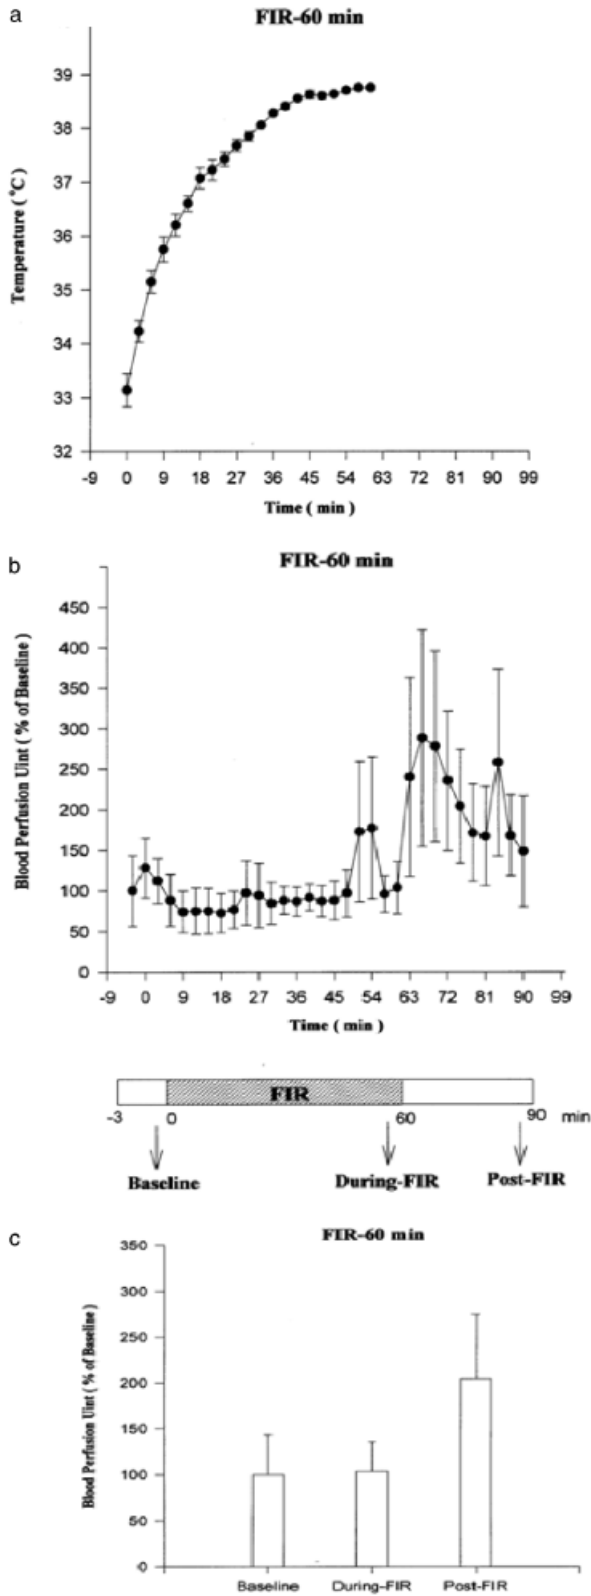 a
FIR-60 min
39
38
37
36
35
34
33
32
Temperature ( °C )
-9 0 9 18 27 36 45 54 63 72 81 90 99
Time ( min )
b
FIR-60 min
450
400
350
300
250
200
150
100
50
0
Blood Perfusion Uint ( % of Baseline )
-9 0 9 18 27 36 45 54 63 72 81 90 99
Time ( min )
FIR
-3 0 60 90 min
Baseline During-FIR Post-FIR
c
FIR-60 min
350
300
250
200
150
100
50
0
Blood Perfusion Uint ( % of Baseline )
Baseline During-FIR Post-FIR